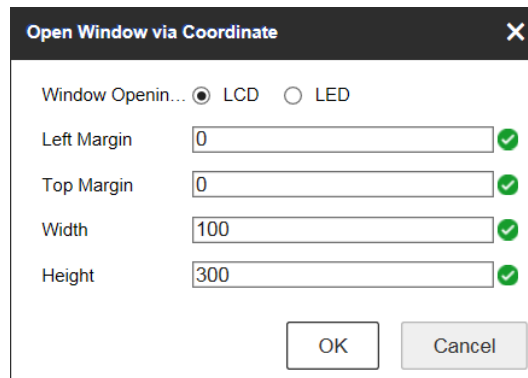 Open Window via Coordinate
Window Openin... LCD LED
Left Margin 0
Top Margin 0
Width 100
Height 300
OK Cancel